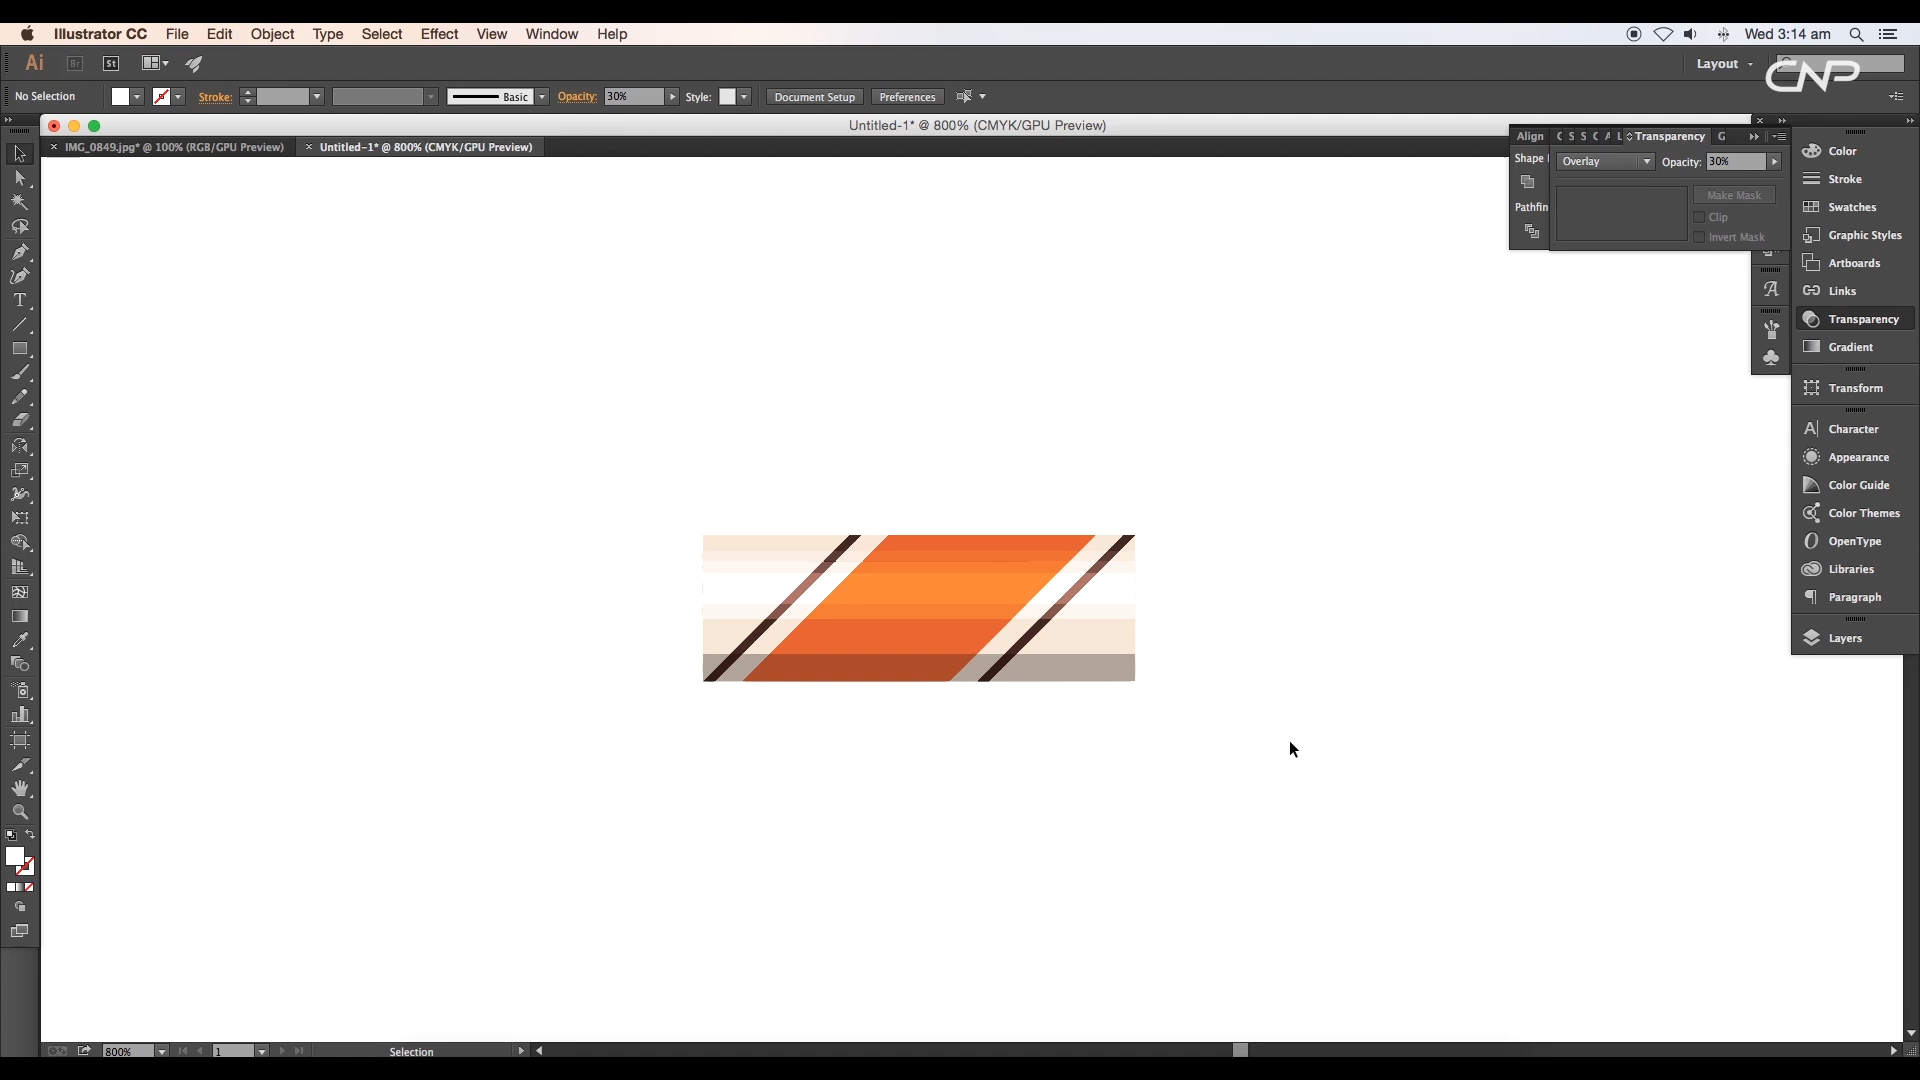 Illustrator CC File Edit Object Type Select Effect View Window Help Wed 3:14 am
Ai Br St Layout CNP
No Selection Stroke: Basic Opacity: 30% Style: Document Setup Preferences
Untitled-1* @ 800% (CMYK/GPU Preview)
IMG_0849.jpg* @ 100% (RGB/GPU Preview) Untitled-1* @ 800% (CMYK/GPU Preview)
Align C S S C A L Transparency G
Shape Overlay Opacity: 30%
Make Mask
Pathfin Clip
Invert Mask
Color
Stroke
Swatches
Graphic Styles
Artboards
Links
Transparency
Gradient
Transform
Character
Appearance
Color Guide
Color Themes
OpenType
Libraries
Paragraph
Layers
800% 1 Selection